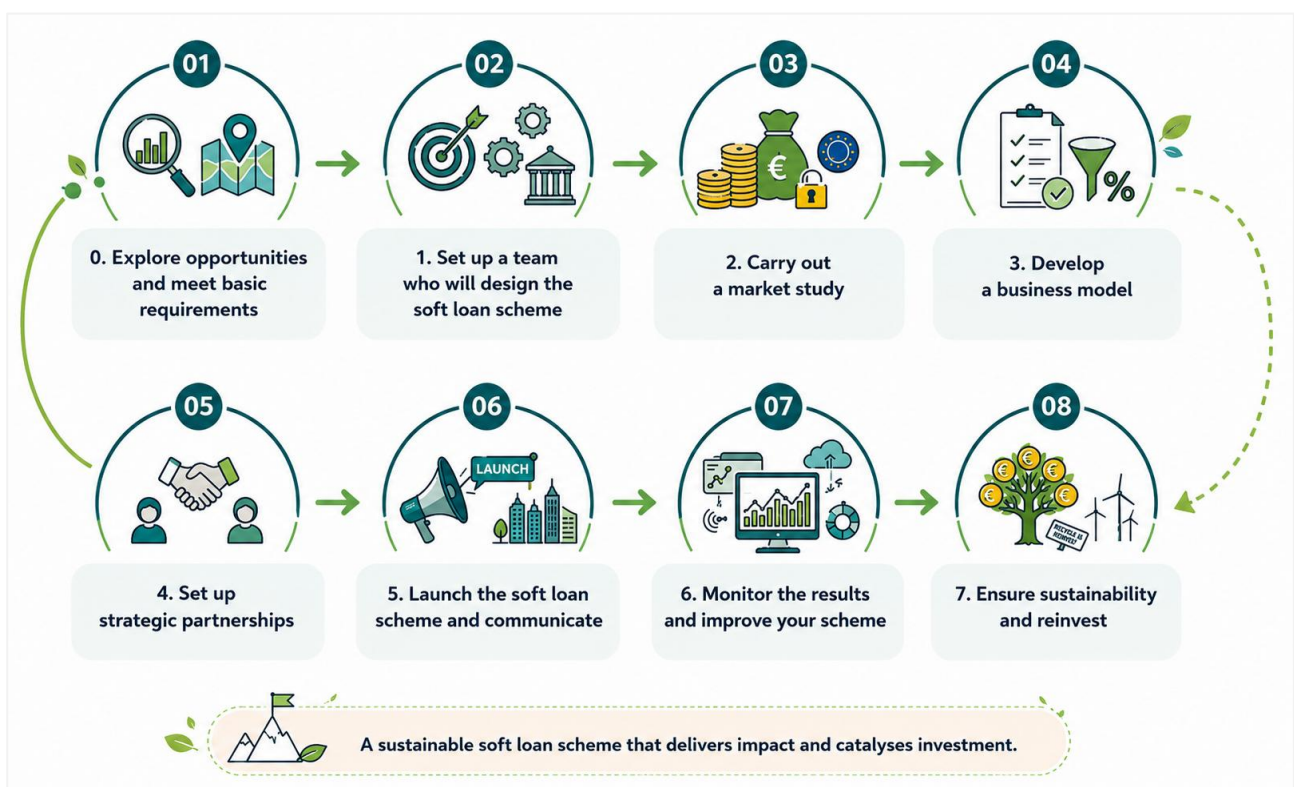 01
02
03
04
0. Explore opportunities
and meet basic
requirements
1. Set up a team
who will design the
soft loan scheme
2. Carry out
a market study
3. Develop
a business model
€
%
05
06
07
08
LAUNCH
€
€
€
€
€
RECYCLE IS
REINVEST
4. Set up
strategic partnerships
5. Launch the soft loan
scheme and communicate
6. Monitor the results
and improve your scheme
7. Ensure sustainability
and reinvest
A sustainable soft loan scheme that delivers impact and catalyses investment.